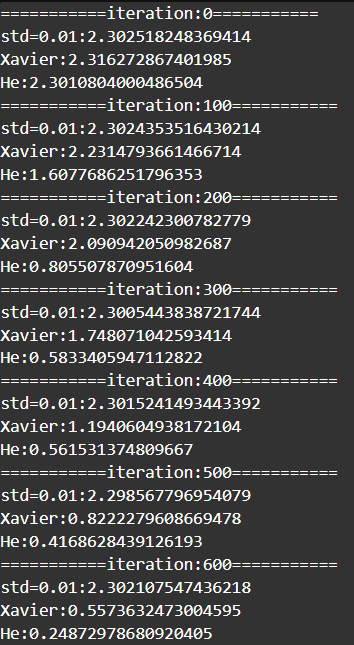 ===========iteration:0===========
std=0.01:2.302518248369414
Xavier:2.316272867401985
He:2.3010804000486504
===========iteration:100===========
std=0.01:2.3024353516430214
Xavier:2.2314793661466714
He:1.6077686251796353
===========iteration:200===========
std=0.01:2.302242300782779
Xavier:2.090942050982687
He:0.805507870951604
===========iteration:300===========
std=0.01:2.3005443838721744
Xavier:1.748071042593414
He:0.5833405947112822
===========iteration:400===========
std=0.01:2.3015241493443392
Xavier:1.1940604938172104
He:0.561531374809667
===========iteration:500===========
std=0.01:2.298567796954079
Xavier:0.8222279608669478
He:0.4168628439126193
===========iteration:600===========
std=0.01:2.302107547436218
Xavier:0.5573632473004595
He:0.24872978680920405